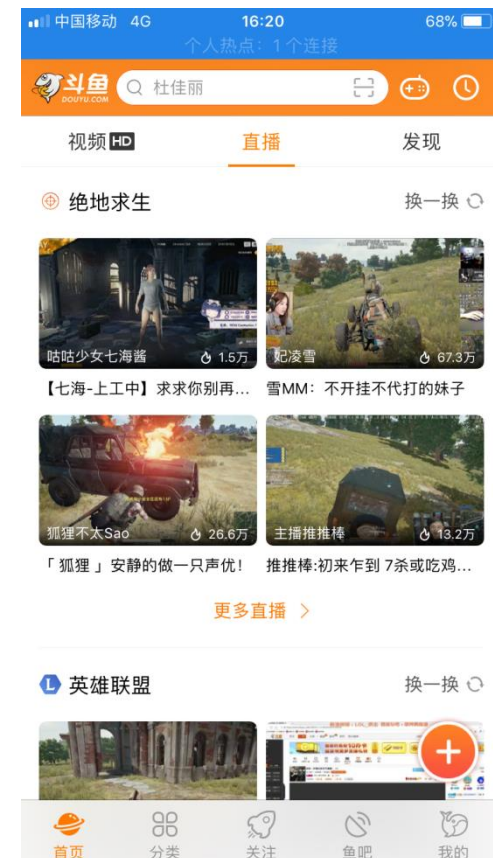 中国移动 4G 16:20 68%
个人热点：1 个连接
斗鱼 DOUYU.COM 杜佳丽
视频 HD 直播 发现
绝地求生 换一换
咕咕少女七海酱 1.5万
妃凌雪 67.3万
【七海-上工中】求求你别再...
雪MM：不开挂不代打的妹子
狐狸不太Sao 26.6万
主播推推棒 13.2万
「 狐狸 」安静的做一只声优！
推推棒:初来乍到 7杀或吃鸡...
更多直播
L 英雄联盟 换一换
首页 分类 关注 鱼吧 我的